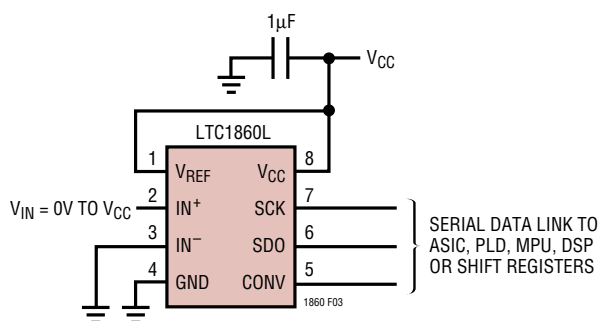 1μF
VCC
LTC1860L
1 VREF VCC 8
VIN = 0V TO VCC 2 IN+ SCK 7
3 IN− SDO 6
4 GND CONV 5
SERIAL DATA LINK TO
ASIC, PLD, MPU, DSP
OR SHIFT REGISTERS
1860 F03